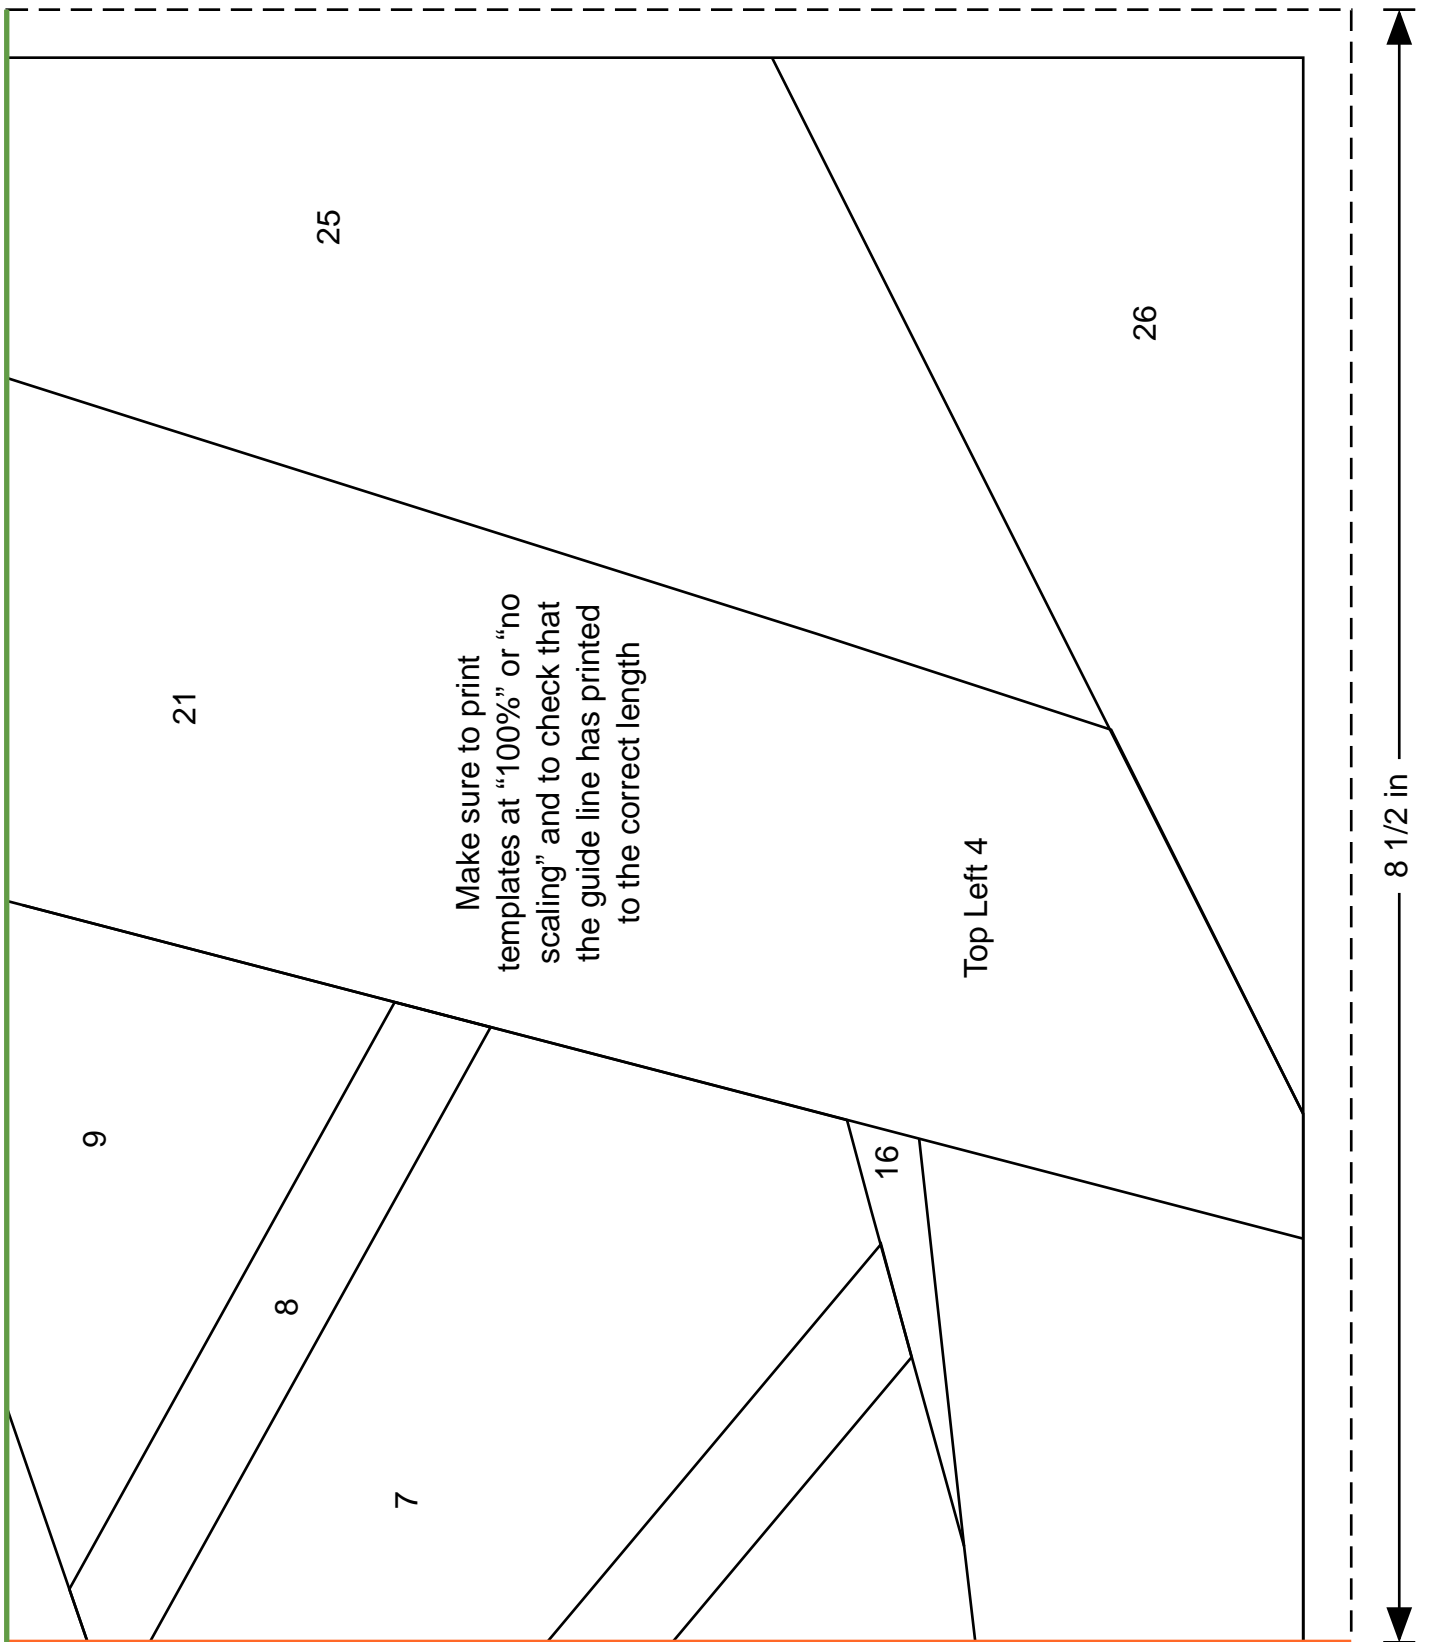 25
26
21
Make sure to print
templates at “100%” or “no
scaling” and to check that
the guide line has printed
to the correct length
Top Left 4
8 1/2 in
9
16
8
7